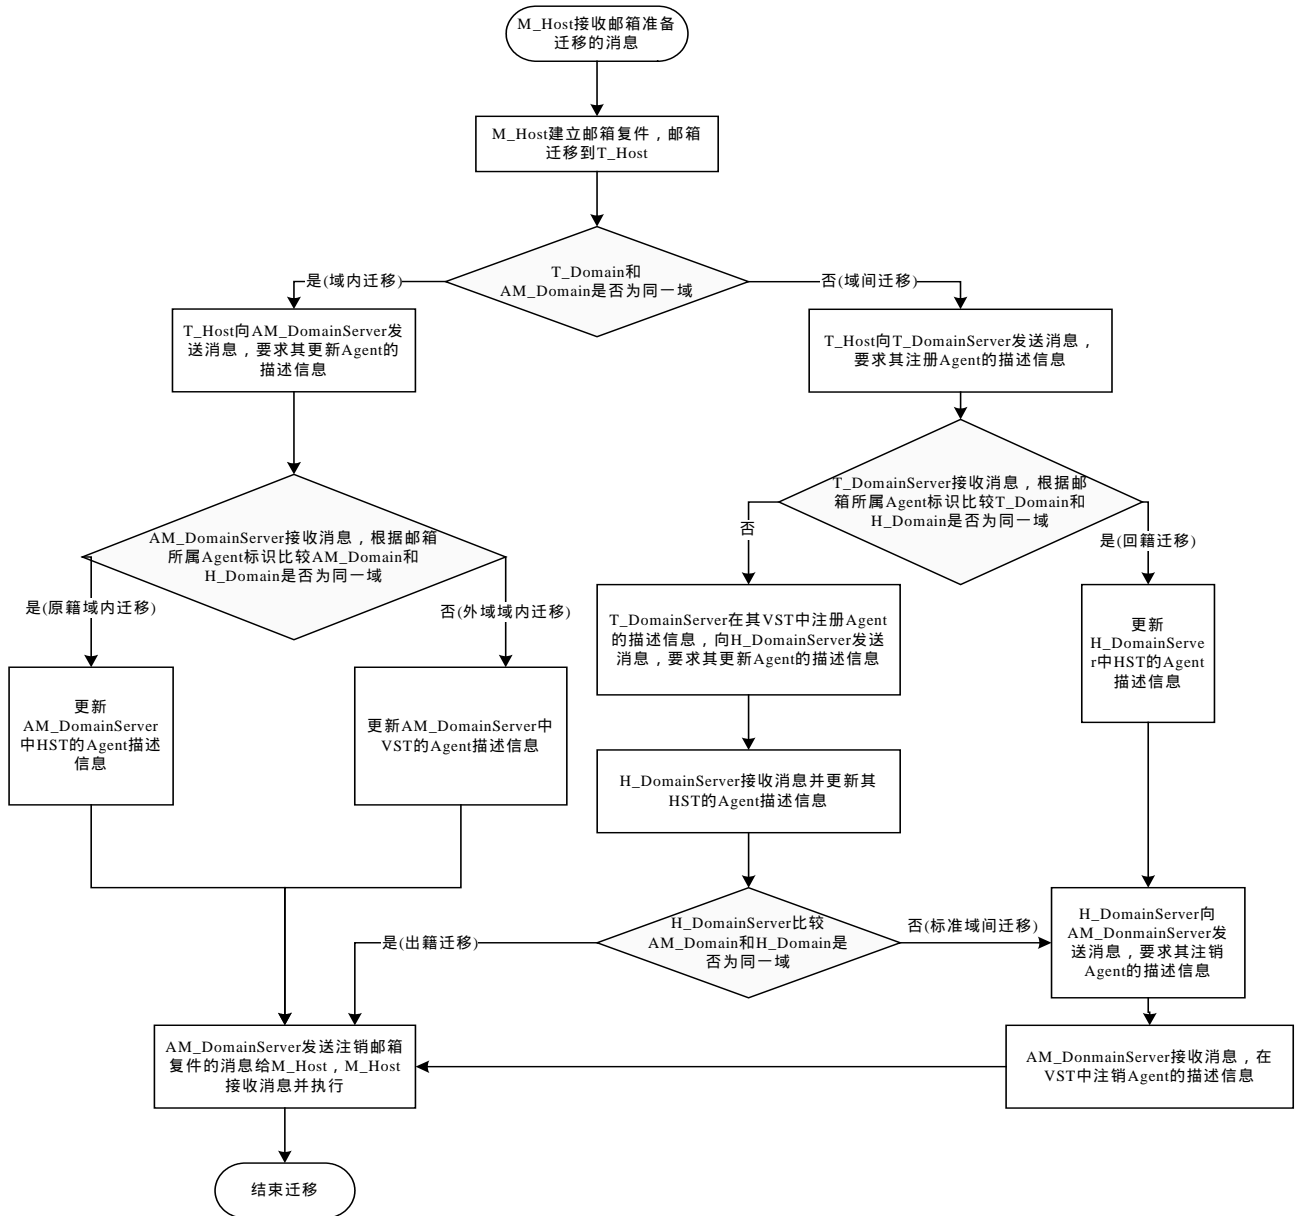 M_Host接收邮箱准备
迁移的消息
M_Host建立邮箱复件，邮箱
迁移到T_Host
T_Domain和
AM_Domain是否为同一域
是(域内迁移)
否(域间迁移)
T_Host向AM_DomainServer发
送消息，要求其更新Agent的
描述信息
T_Host向T_DomainServer发送消息，
要求其注册Agent的描述信息
AM_DomainServer接收消息，根据邮箱
所属Agent标识比较AM_Domain和
H_Domain是否为同一域
T_DomainServer接收消息，根据邮
箱所属Agent标识比较T_Domain和
H_Domain是否为同一域
否
是(回籍迁移)
是(原籍域内迁移)
否(外域域内迁移)
T_DomainServer在其VST中注册Agent
的描述信息，向H_DomainServer发送
消息，要求其更新Agent的描述信息
更新
H_DomainServe
r中HST的Agent
描述信息
更新
AM_DomainServer
中HST的Agent描述
信息
更新AM_DomainServer中
VST的Agent描述信息
H_DomainServer接收消息并更新其
HST的Agent描述信息
H_DomainServer比较
AM_Domain和H_Domain是
否为同一域
是(出籍迁移)
否(标准域间迁移)
H_DomainServer向
AM_DonmainServer发
送消息，要求其注销
Agent的描述信息
AM_DomainServer发送注销邮箱
复件的消息给M_Host，M_Host
接收消息并执行
AM_DonmainServer接收消息，在
VST中注销Agent的描述信息
结束迁移